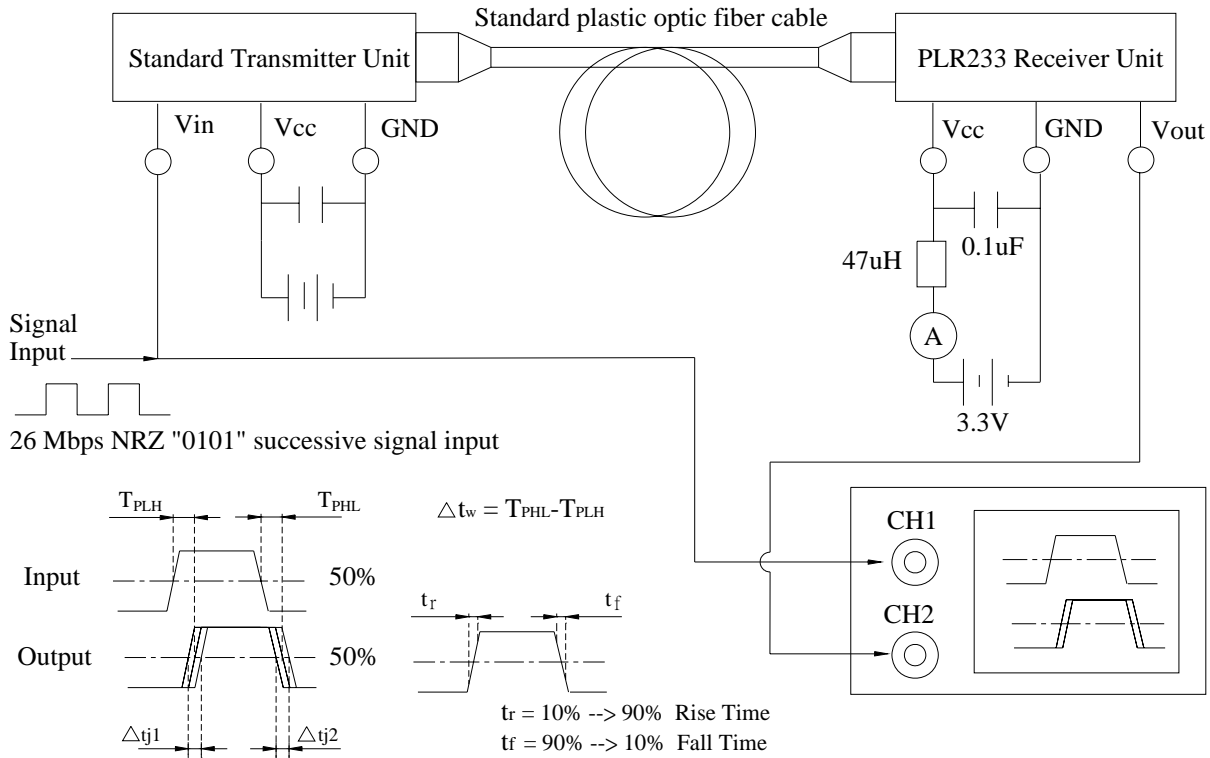 Standard plastic optic fiber cable
Standard Transmitter Unit
PLR233 Receiver Unit
Vin
Vcc
GND
Vcc
GND
Vout
47uH
0.1uF
A
3.3V
Signal
Input
26 Mbps NRZ "0101" successive signal input
TPLH
TPHL
△tw = TPHL-TPLH
Input
50%
Output
50%
△tj1
△tj2
tr
tf
tr = 10% --> 90% Rise Time
tf = 90% --> 10% Fall Time
CH1
CH2